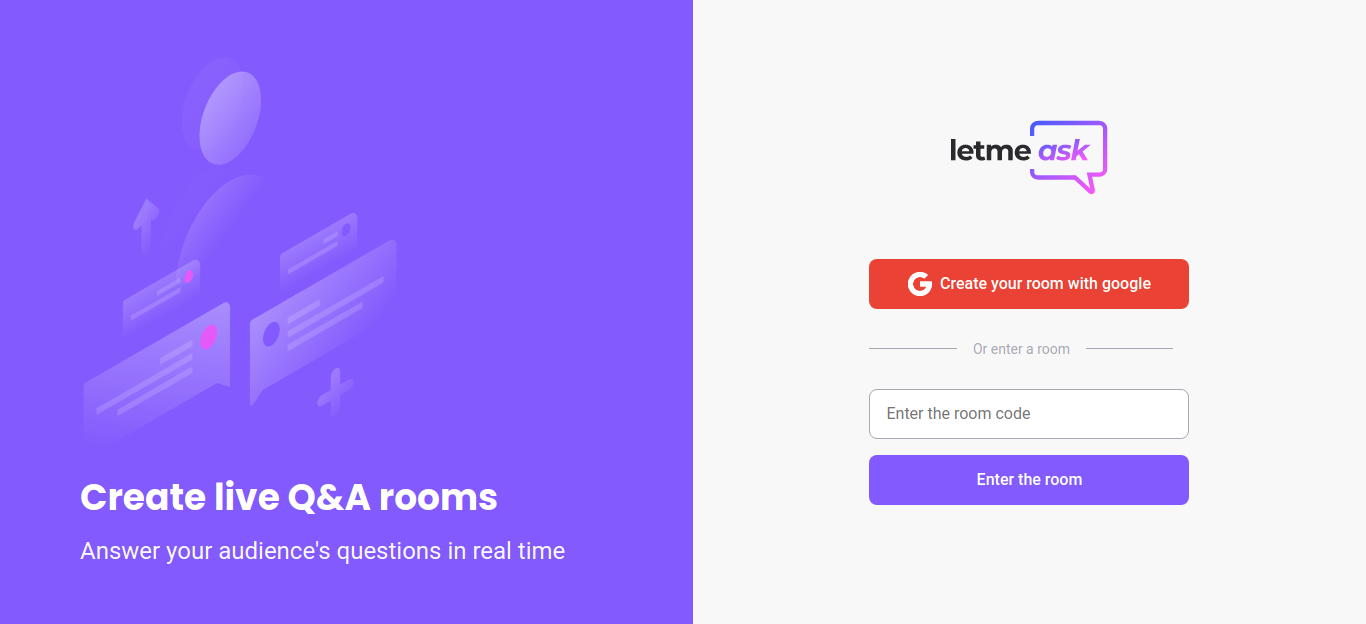 Create live Q&A rooms
Answer your audience's questions in real time
letme ask
Create your room with google
Or enter a room
Enter the room code
Enter the room